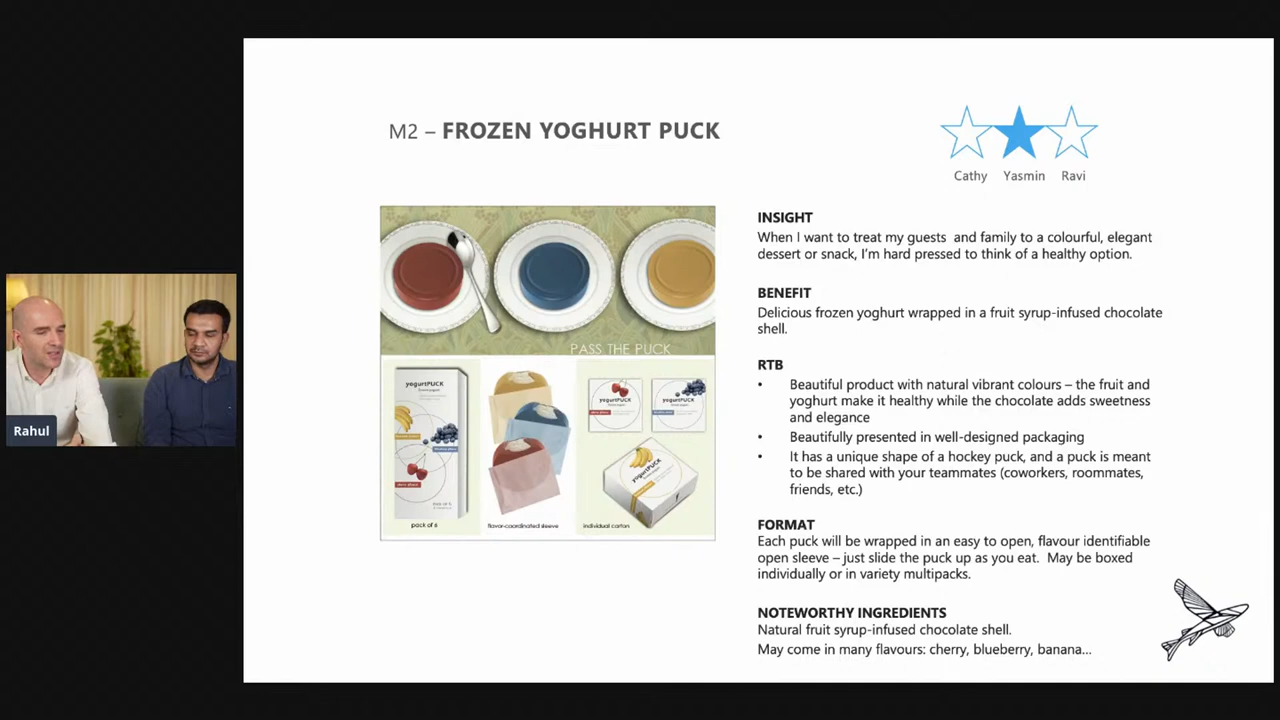 M2 – FROZEN YOGHURT PUCK
Cathy Yasmin Ravi
PASS THE PUCK
yogurtPUCK
pack of 6
flavor-coordinated sleeve
yogurtPUCK
yogurtPUCK
yogurtPUCK
individual carton
INSIGHT
When I want to treat my guests and family to a colourful, elegant
dessert or snack, I'm hard pressed to think of a healthy option.
BENEFIT
Delicious frozen yoghurt wrapped in a fruit syrup-infused chocolate
shell.
RTB
• Beautiful product with natural vibrant colours – the fruit and
yoghurt make it healthy while the chocolate adds sweetness
and elegance
• Beautifully presented in well-designed packaging
• It has a unique shape of a hockey puck, and a puck is meant
to be shared with your teammates (coworkers, roommates,
friends, etc.)
FORMAT
Each puck will be wrapped in an easy to open, flavour identifiable
open sleeve – just slide the puck up as you eat. May be boxed
individually or in variety multipacks.
NOTEWORTHY INGREDIENTS
Natural fruit syrup-infused chocolate shell.
May come in many flavours: cherry, blueberry, banana...
Rahul